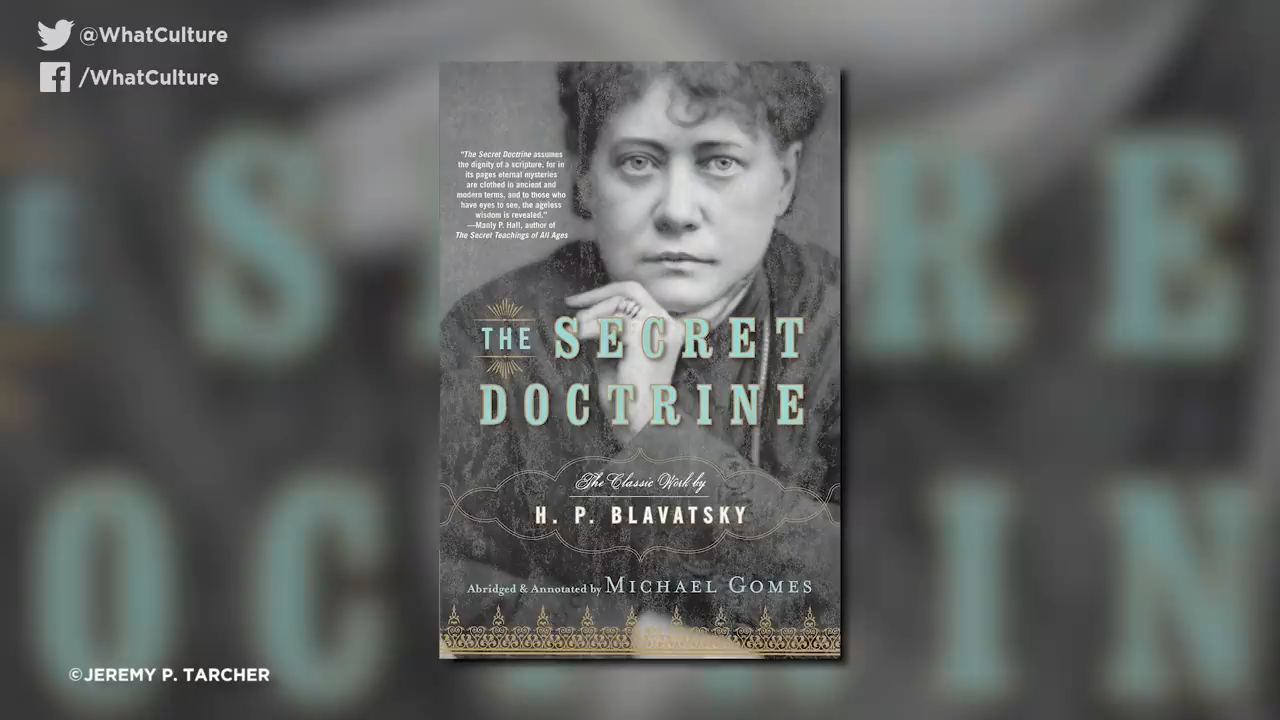 @WhatCulture
/WhatCulture
"The Secret Doctrine assumes
the dignity of a scripture, for in
its pages eternal mysteries
are clothed in ancient and
modern terms, and to those who
have eyes to see, the ageless
wisdom is revealed."
—Manly P. Hall, author of
The Secret Teachings of All Ages
THE SECRET
DOCTRINE
The Classic Work by
H. P. BLAVATSKY
Abridged & Annotated by MICHAEL GOMES
©JEREMY P. TARCHER